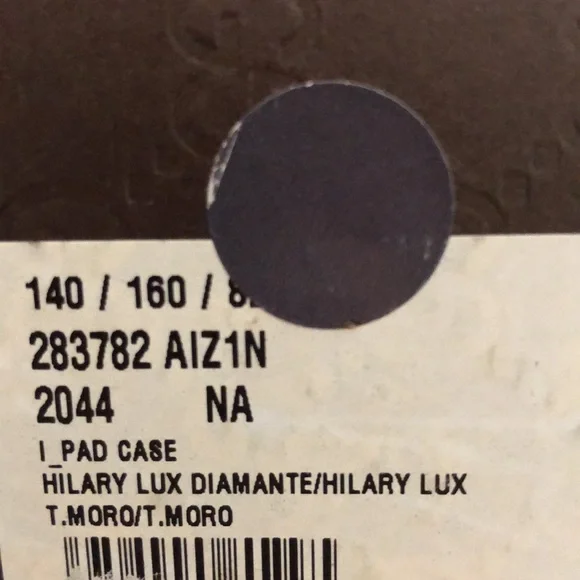 140 / 160 /
283782 AIZ1N
2044 NA
I_PAD CASE
HILARY LUX DIAMANTE/HILARY LUX
T.MORO/T.MORO